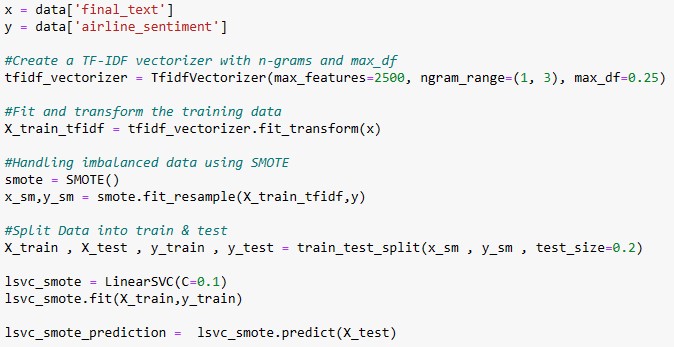 x = data['final_text']
y = data['airline_sentiment']
#Create a TF-IDF vectorizer with n-grams and max_df
tfidf_vectorizer = TfidfVectorizer(max_features=2500, ngram_range=(1, 3), max_df=0.25)
#Fit and transform the training data
X_train_tfidf = tfidf_vectorizer.fit_transform(x)
#Handling imbalanced data using SMOTE
smote = SMOTE()
x_sm,y_sm = smote.fit_resample(X_train_tfidf,y)
#Split Data into train & test
X_train , X_test , y_train , y_test = train_test_split(x_sm , y_sm , test_size=0.2)
lsvc_smote = LinearSVC(C=0.1)
lsvc_smote.fit(X_train,y_train)
lsvc_smote_prediction =  lsvc_smote.predict(X_test)